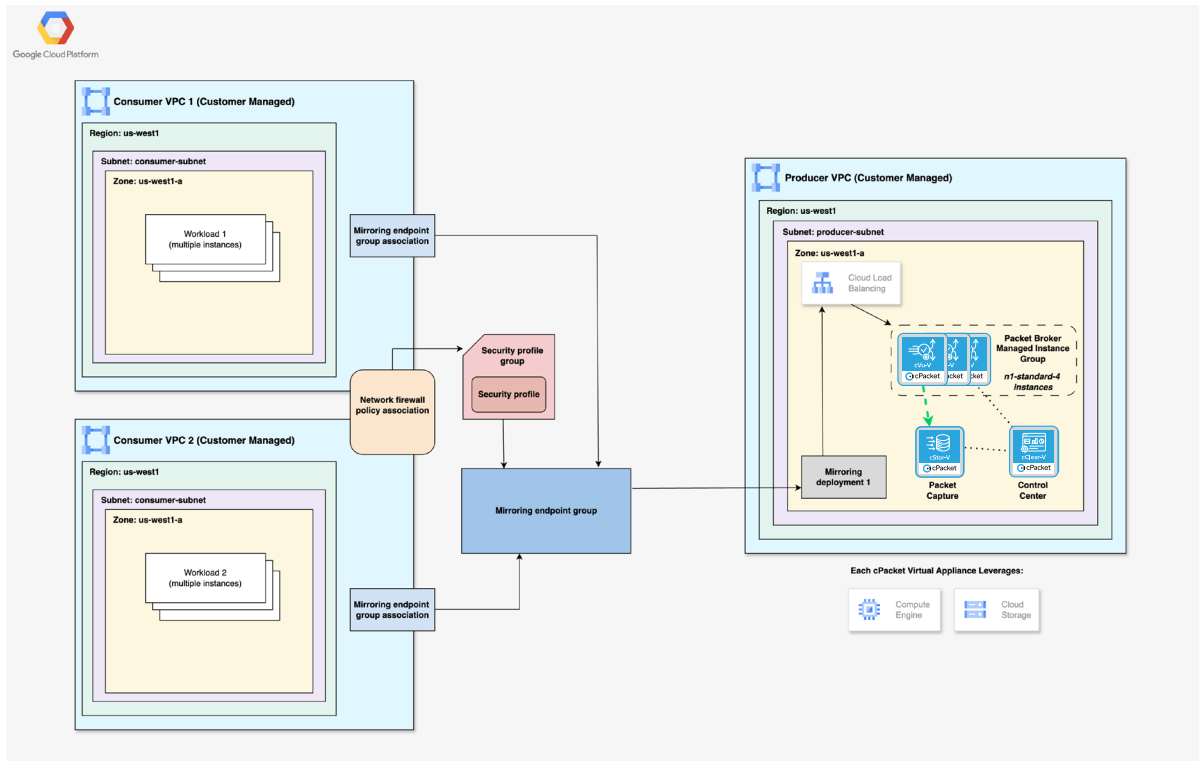 Google Cloud Platform
Consumer VPC 1 (Customer Managed)
Region: us-west1
Subnet: consumer-subnet
Zone: us-west1-a
Workload 1
(multiple instances)
Mirroring endpoint
group association
Network firewall
policy association
Security profile
group
Security profile
Consumer VPC 2 (Customer Managed)
Region: us-west1
Subnet: consumer-subnet
Zone: us-west1-a
Workload 2
(multiple instances)
Mirroring endpoint
group association
Mirroring endpoint group
Producer VPC (Customer Managed)
Region: us-west1
Subnet: producer-subnet
Zone: us-west1-a
Cloud Load
Balancing
Packet Broker
Managed Instance
Group
n1-standard-4
instances
cVu-V
cPacket
acket
cket
Mirroring
deployment 1
cStor-V
cPacket
Packet
Capture
cClear-V
cPacket
Control
Center
Each cPacket Virtual Appliance Leverages:
Compute
Engine
Cloud
Storage